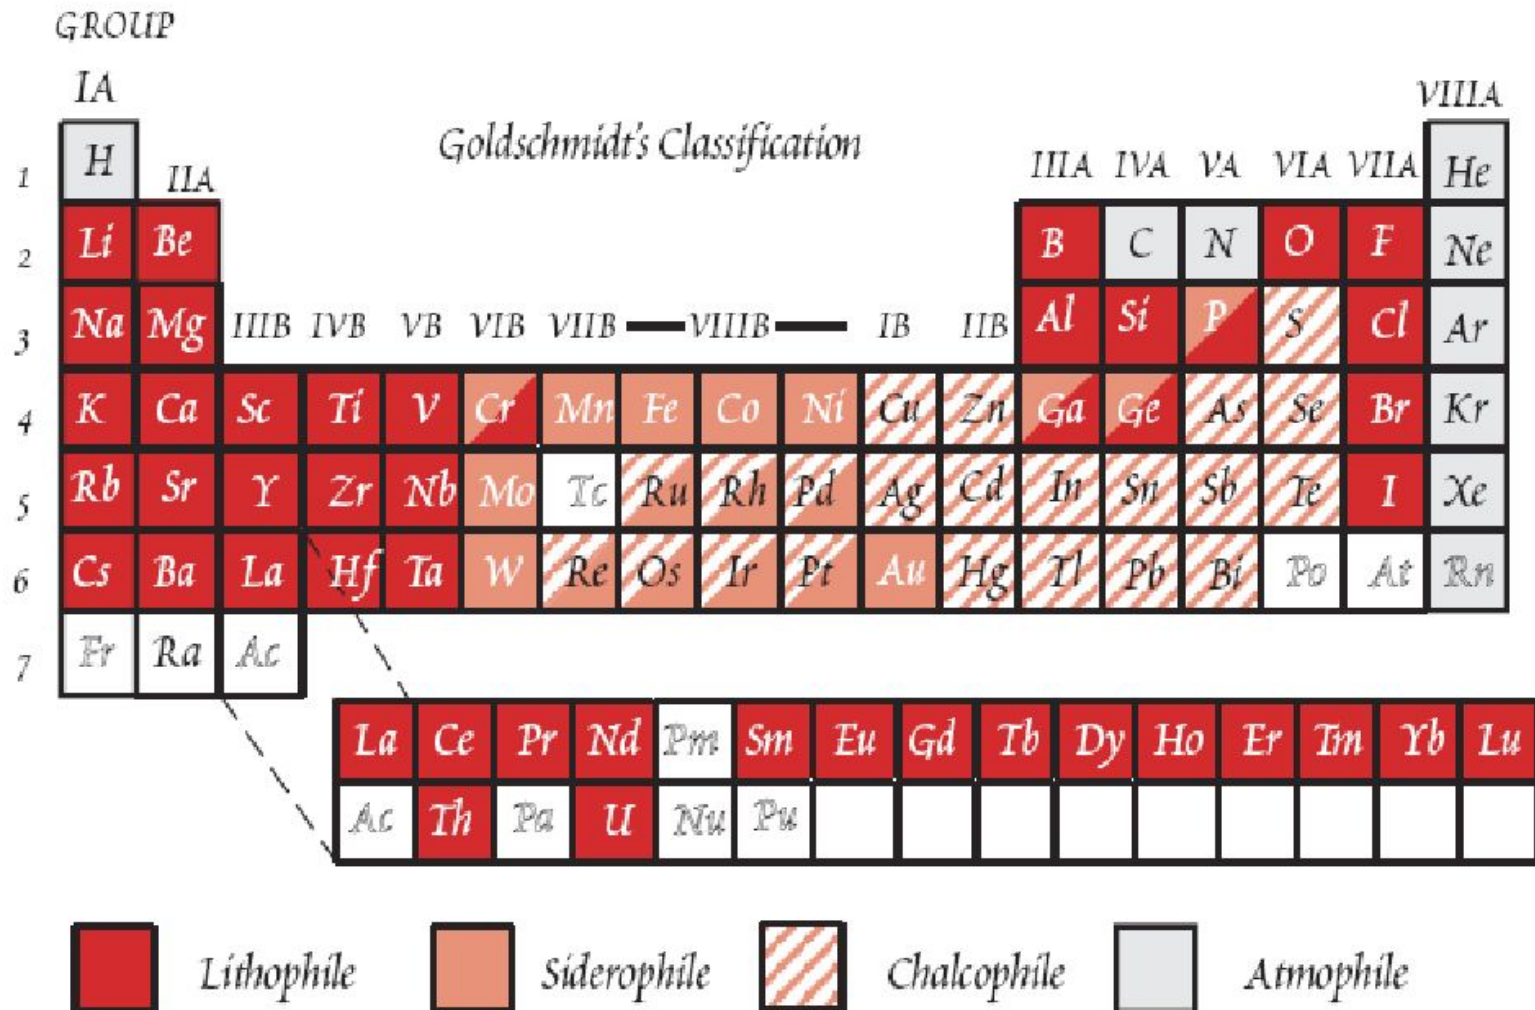 GROUP
IA
VIIIA
Goldschmidt's Classification
1 H IIA IIIA IVA VA VIA VIIA He
2 Li Be B C N O F Ne
3 Na Mg IIIB IVB VB VIB VIIB VIIIB IB IIB Al Si P S Cl Ar
4 K Ca Sc Ti V Cr Mn Fe Co Ni Cu Zn Ga Ge As Se Br Kr
5 Rb Sr Y Zr Nb Mo Tc Ru Rh Pd Ag Cd In Sn Sb Te I Xe
6 Cs Ba La Hf Ta W Re Os Ir Pt Au Hg Tl Pb Bi Po At Rn
7 Fr Ra Ac
La Ce Pr Nd Pm Sm Eu Gd Tb Dy Ho Er Tm Yb Lu
Ac Th Pa U Nu Pu
Lithophile Siderophile Chalcophile Atmophile